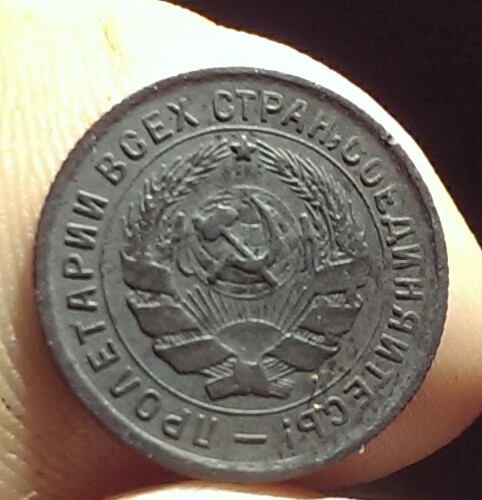 ПРОЛЕТАРИИ ВСЕХ СТРАН, СОЕДИНЯЙТЕСЬ! —